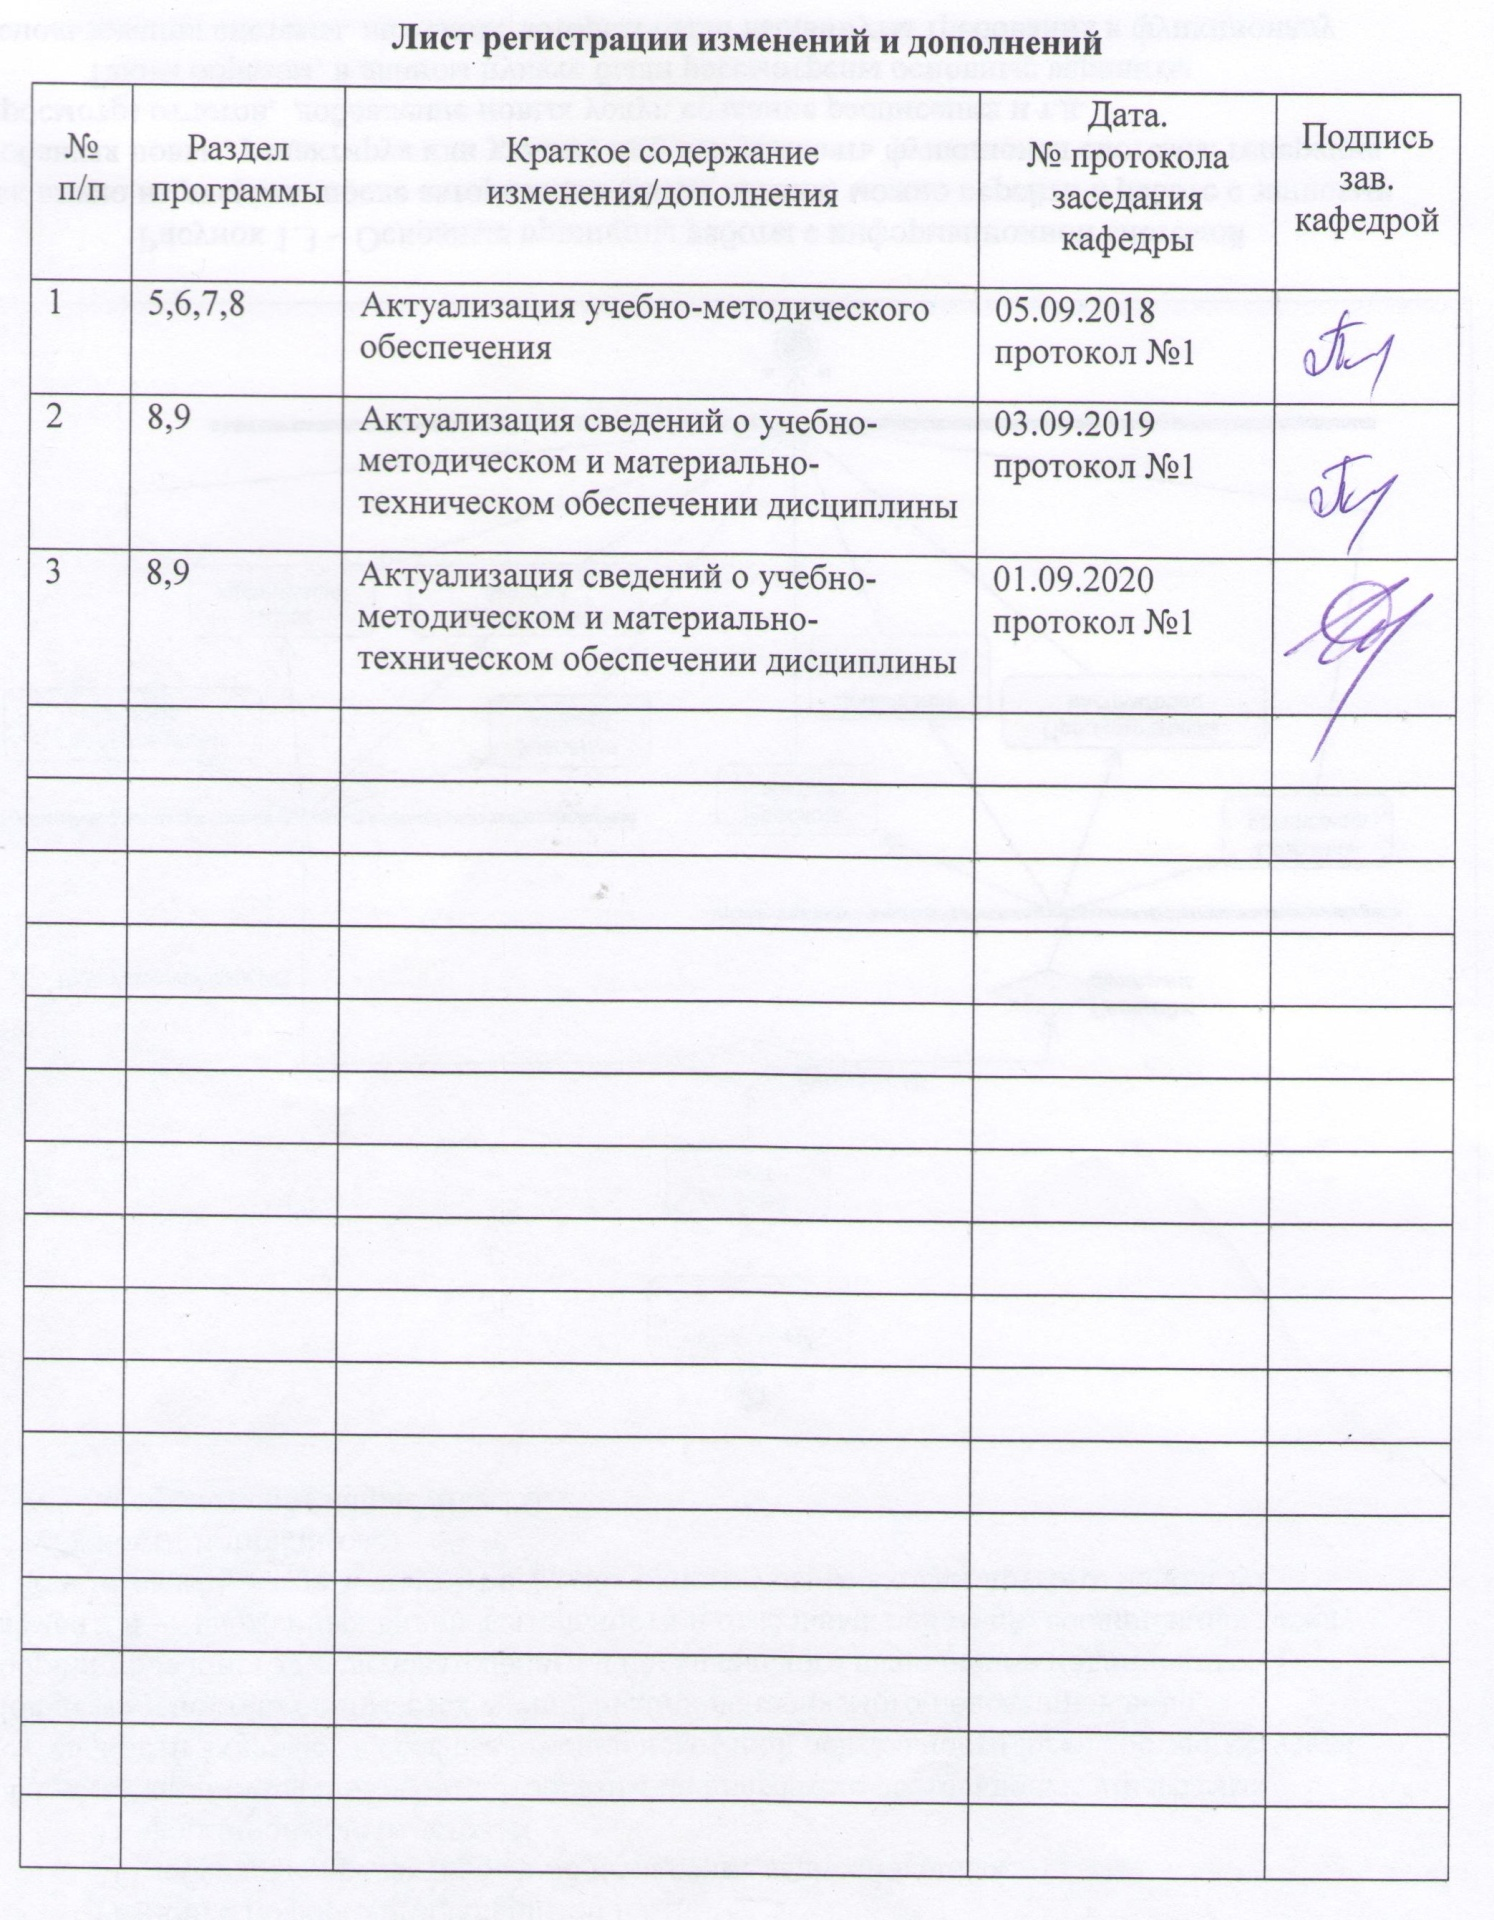 Лист регистрации изменений и дополнений
№
п/п
Раздел
программы
Краткое содержание
изменения/дополнения
Дата.
№ протокола
заседания
кафедры
Подпись
зав.
кафедрой
1
5,6,7,8
Актуализация учебно-методического
обеспечения
05.09.2018
протокол №1
2
8,9
Актуализация сведений о учебно-
методическом и материально-
техническом обеспечении дисциплины
03.09.2019
протокол №1
3
8,9
Актуализация сведений о учебно-
методическом и материально-
техническом обеспечении дисциплины
01.09.2020
протокол №1